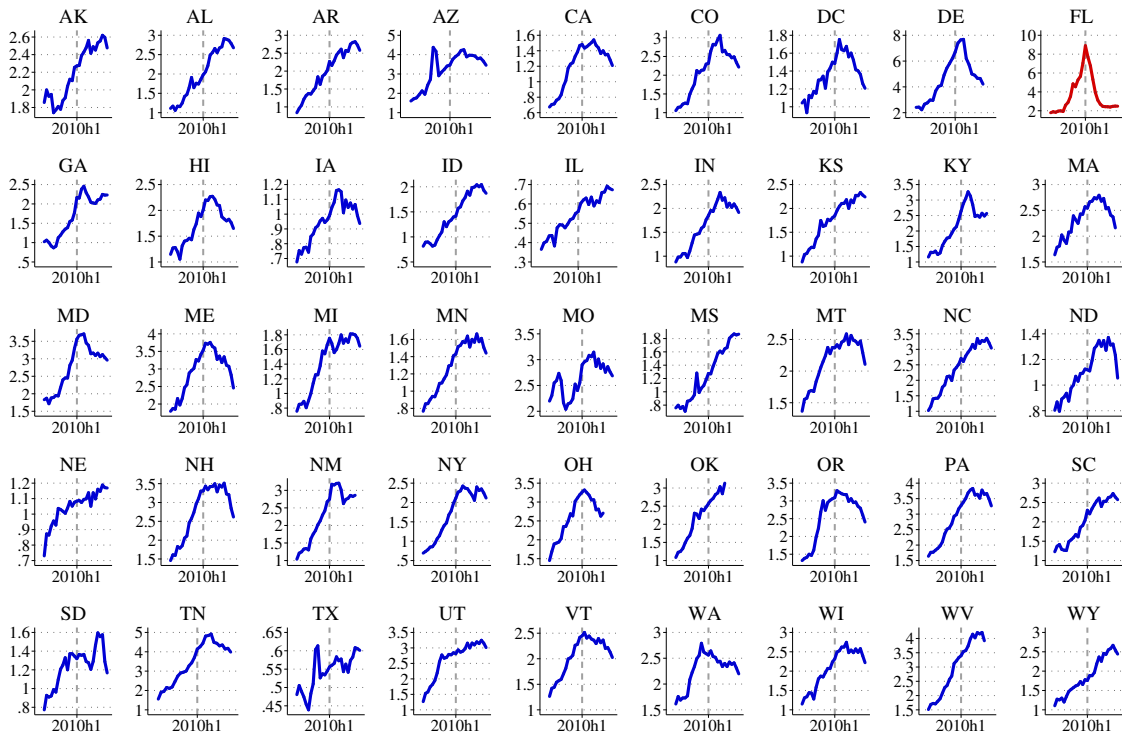 AK
2.6
2.4
2.2
2
1.8
2010h1
AL
3
2.5
2
1.5
1
2010h1
AR
3
2.5
2
1.5
1
2010h1
AZ
5
4
3
2
1
2010h1
CA
1.6
1.4
1.2
1
.8
.6
2010h1
CO
3
2.5
2
1.5
1
2010h1
DC
1.8
1.6
1.4
1.2
1
2010h1
DE
8
6
4
2
2010h1
FL
10
8
6
4
2
2010h1
GA
2.5
2
1.5
1
.5
2010h1
HI
2.5
2
1.5
1
2010h1
IA
1.2
1.1
1
.9
.8
.7
2010h1
ID
2
1.5
1
.5
2010h1
IL
.7
.6
.5
.4
.3
2010h1
IN
2.5
2
1.5
1
2010h1
KS
2.5
2
1.5
1
2010h1
KY
3.5
3
2.5
2
1.5
1
2010h1
MA
3
2.5
2
1.5
2010h1
MD
3.5
3
2.5
2
1.5
2010h1
ME
4
3.5
3
2.5
2
2010h1
MI
1.8
1.6
1.4
1.2
1
.8
2010h1
MN
1.6
1.4
1.2
1
.8
2010h1
MO
3.5
3
2.5
2
2010h1
MS
1.8
1.6
1.4
1.2
1
.8
2010h1
MT
2.5
2
1.5
2010h1
NC
3.5
3
2.5
2
1.5
1
2010h1
ND
1.4
1.2
1
.8
2010h1
NE
1.2
1.1
1
.9
.8
.7
2010h1
NH
3.5
3
2.5
2
1.5
2010h1
NM
3
2.5
2
1.5
1
2010h1
NY
2.5
2
1.5
1
.5
2010h1
OH
3.5
3
2.5
2
1.5
2010h1
OK
3
2.5
2
1.5
1
2010h1
OR
3.5
3
2.5
2
1.5
2010h1
PA
4
3.5
3
2.5
2
1.5
2010h1
SC
3
2.5
2
1.5
1
2010h1
SD
1.6
1.4
1.2
1
.8
2010h1
TN
5
4
3
2
1
2010h1
TX
.65
.6
.55
.5
.45
2010h1
UT
3.5
3
2.5
2
1.5
1
2010h1
VT
2.5
2
1.5
1
2010h1
WA
3
2.5
2
1.5
2010h1
WI
3
2.5
2
1.5
1
2010h1
WV
4
3.5
3
2.5
2
1.5
2010h1
WY
3
2.5
2
1.5
1
2010h1